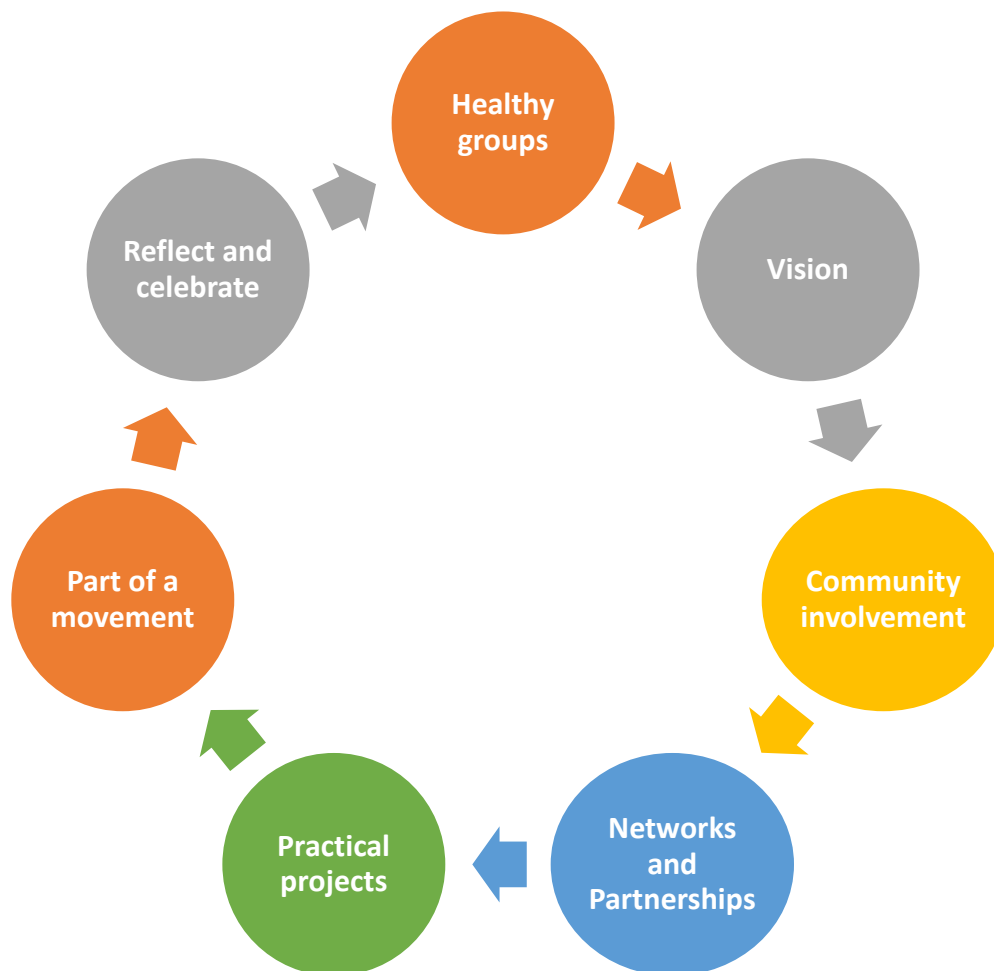 Healthy
groups
Vision
Community
involvement
Networks
and
Partnerships
Practical
projects
Part of a
movement
Reflect and
celebrate